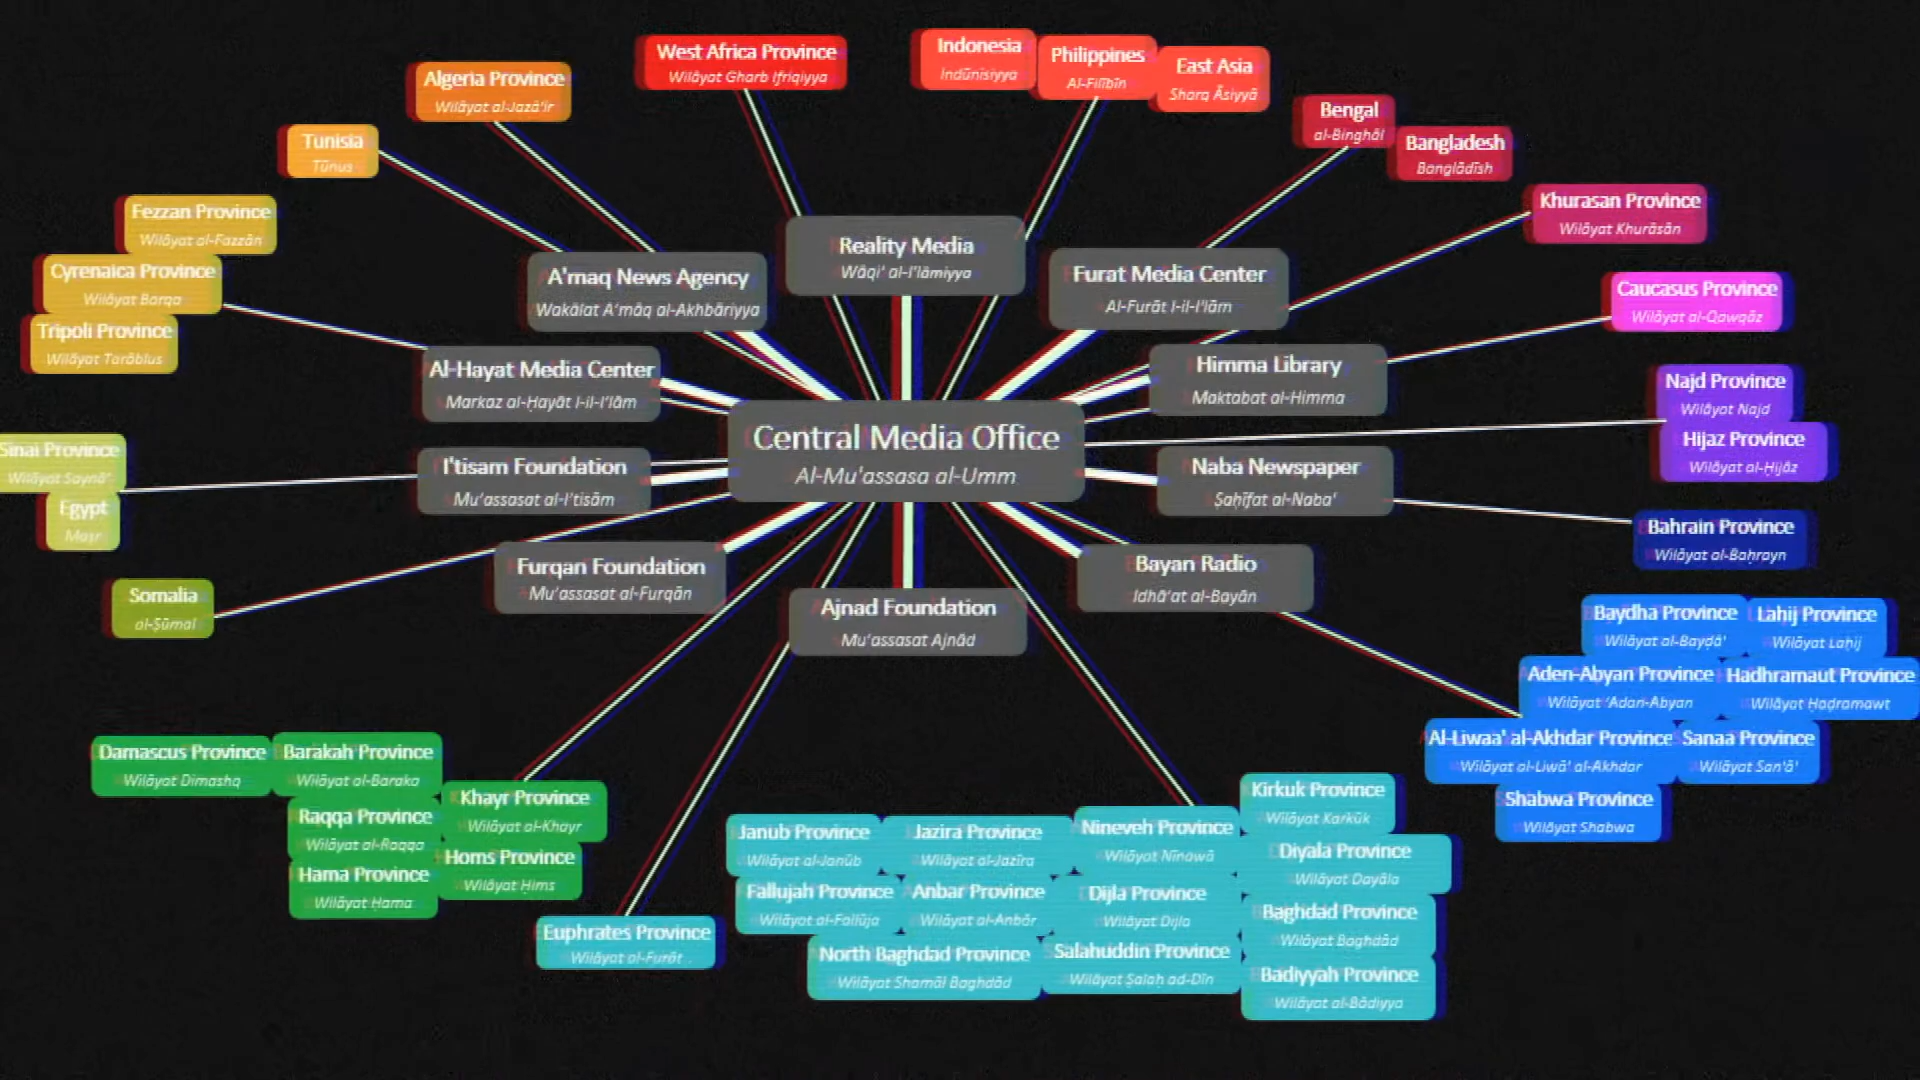 West Africa Province
Wilāyat Gharb Ifriqiyya
Indonesia
Indūnīsiyya
Philippines
Al-Filībīn
East Asia
Sharq Āsiyyā
Algeria Province
Wilāyat al-Jazā'ir
Tunisia
Tūnus
Bengal
al-Binghāl
Bangladesh
Banglādīsh
Khurasan Province
Wilāyat Khurāsān
Fezzan Province
Wilāyat al-Fazzān
Cyrenaica Province
Wilāyat Barqa
Tripoli Province
Wilāyat Tarāblus
Caucasus Province
Wilāyat al-Qawqāz
Reality Media
Wāqi' al-I'lāmiyya
A'maq News Agency
Wakālat A'māq al-Akhbāriyya
Furat Media Center
Al-Furāt l-il-I'lām
Al-Hayat Media Center
Markaz al-Ḥayāt l-il-I'lām
Himma Library
Maktabat al-Himma
Central Media Office
Al-Mu'assasa al-Umm
I'tisam Foundation
Mu'assasat al-I'tisām
Naba Newspaper
Ṣaḥīfat al-Naba'
Furqan Foundation
Mu'assasat al-Furqān
Ajnad Foundation
Mu'assasat Ajnād
Bayan Radio
Idhā'at al-Bayān
Najd Province
Wilāyat Najd
Hijaz Province
Wilāyat al-Ḥijāz
Bahrain Province
Wilāyat al-Baḥrayn
Sinai Province
Wilāyat Saynā'
Egypt
Maṣr
Somalia
al-Ṣūmal
Baydha Province
Wilāyat al-Bayḍā'
Lahij Province
Wilāyat Laḥij
Aden-Abyan Province
Wilāyat 'Adan-Abyan
Hadhramaut Province
Wilāyat Ḥaḍramawt
Al-Liwaa' al-Akhdar Province
Wilāyat al-Liwā' al-Akhdar
Sanaa Province
Wilāyat San'ā'
Shabwa Province
Wilāyat Shabwa
Damascus Province
Wilāyat Dimashq
Barakah Province
Wilāyat al-Baraka
Khayr Province
Wilāyat al-Khayr
Raqqa Province
Wilāyat al-Raqqa
Homs Province
Wilāyat Ḥims
Hama Province
Wilāyat Ḥama
Euphrates Province
Wilāyat al-Furāt
Janub Province
Wilāyat al-Janūb
Jazira Province
Wilāyat al-Jazīra
Nineveh Province
Wilāyat Nīnawā
Kirkuk Province
Wilāyat Karkūk
Fallujah Province
Wilāyat al-Fallūja
Anbar Province
Wilāyat al-Anbār
Dijla Province
Wilāyat Dijla
Diyala Province
Wilāyat Dayāla
North Baghdad Province
Wilāyat Shamāl Baghdād
Salahuddin Province
Wilāyat Ṣalaḥ ad-Dīn
Baghdad Province
Wilāyat Baghdād
Badiyyah Province
Wilāyat al-Bādiyya